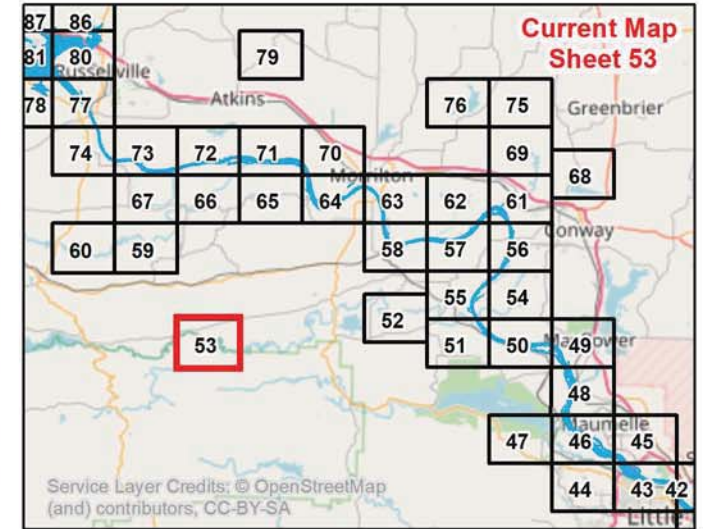 87 86
Current Map
Sheet 53
81 80
79
Russellville
78 77
Atkins
76 75
Greenbrier
74 73 72 71 70
69
68
Morrilton
67 66 65 64 63 62 61
Conway
60 59 58 57 56
55 54
52
53
51 50 49
48
Maumelle
47 46 45
Service Layer Credits: © OpenStreetMap
(and) contributors, CC-BY-SA
44 43 42
Little